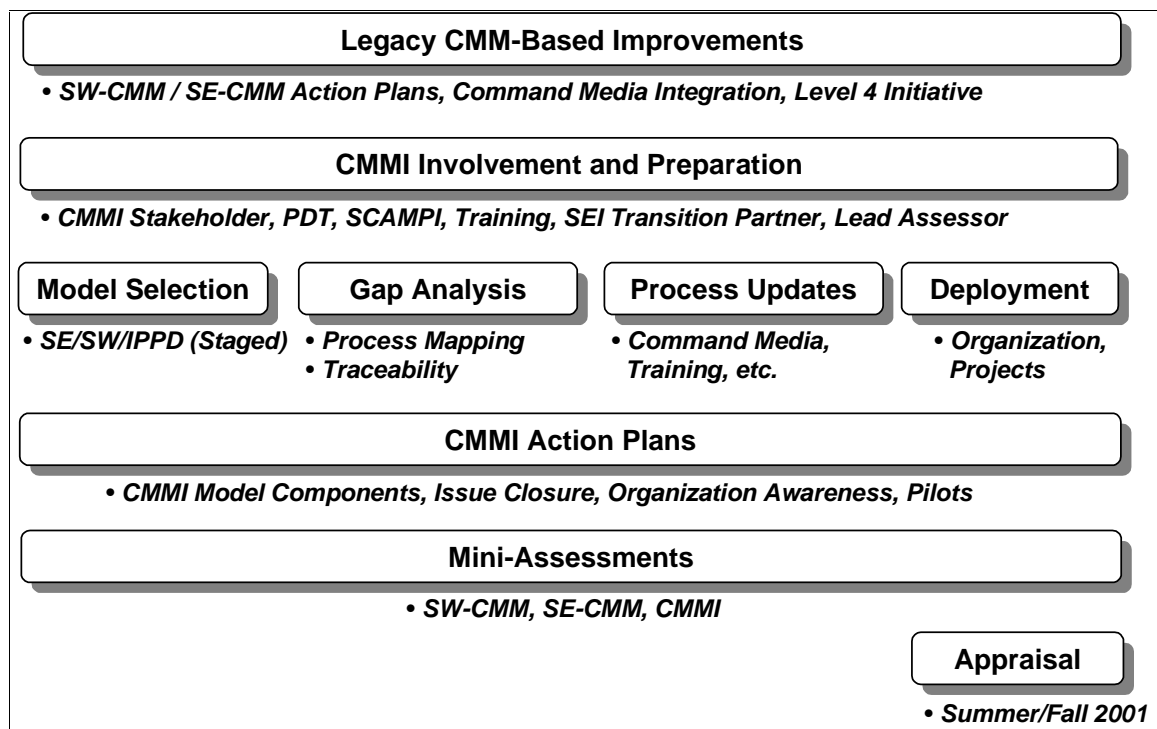 Legacy CMM-Based Improvements
• SW-CMM / SE-CMM Action Plans, Command Media Integration, Level 4 Initiative
CMMI Involvement and Preparation
• CMMI Stakeholder, PDT, SCAMPI, Training, SEI Transition Partner, Lead Assessor
Model Selection
• SE/SW/IPPD (Staged)
Gap Analysis
• Process Mapping
• Traceability
Process Updates
• Command Media,
Training, etc.
Deployment
• Organization,
Projects
CMMI Action Plans
• CMMI Model Components, Issue Closure, Organization Awareness, Pilots
Mini-Assessments
• SW-CMM, SE-CMM, CMMI
Appraisal
• Summer/Fall 2001